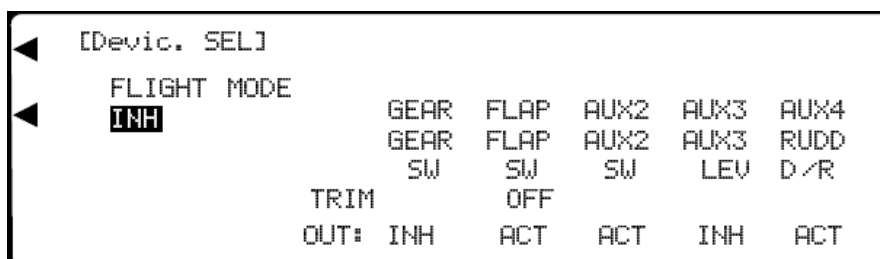 [Devic. SEL]
FLIGHT MODE
INH GEAR FLAP AUX2 AUX3 AUX4
GEAR FLAP AUX2 AUX3 RUDD
SW SW SW LEV D/R
TRIM OFF
OUT: INH ACT ACT INH ACT